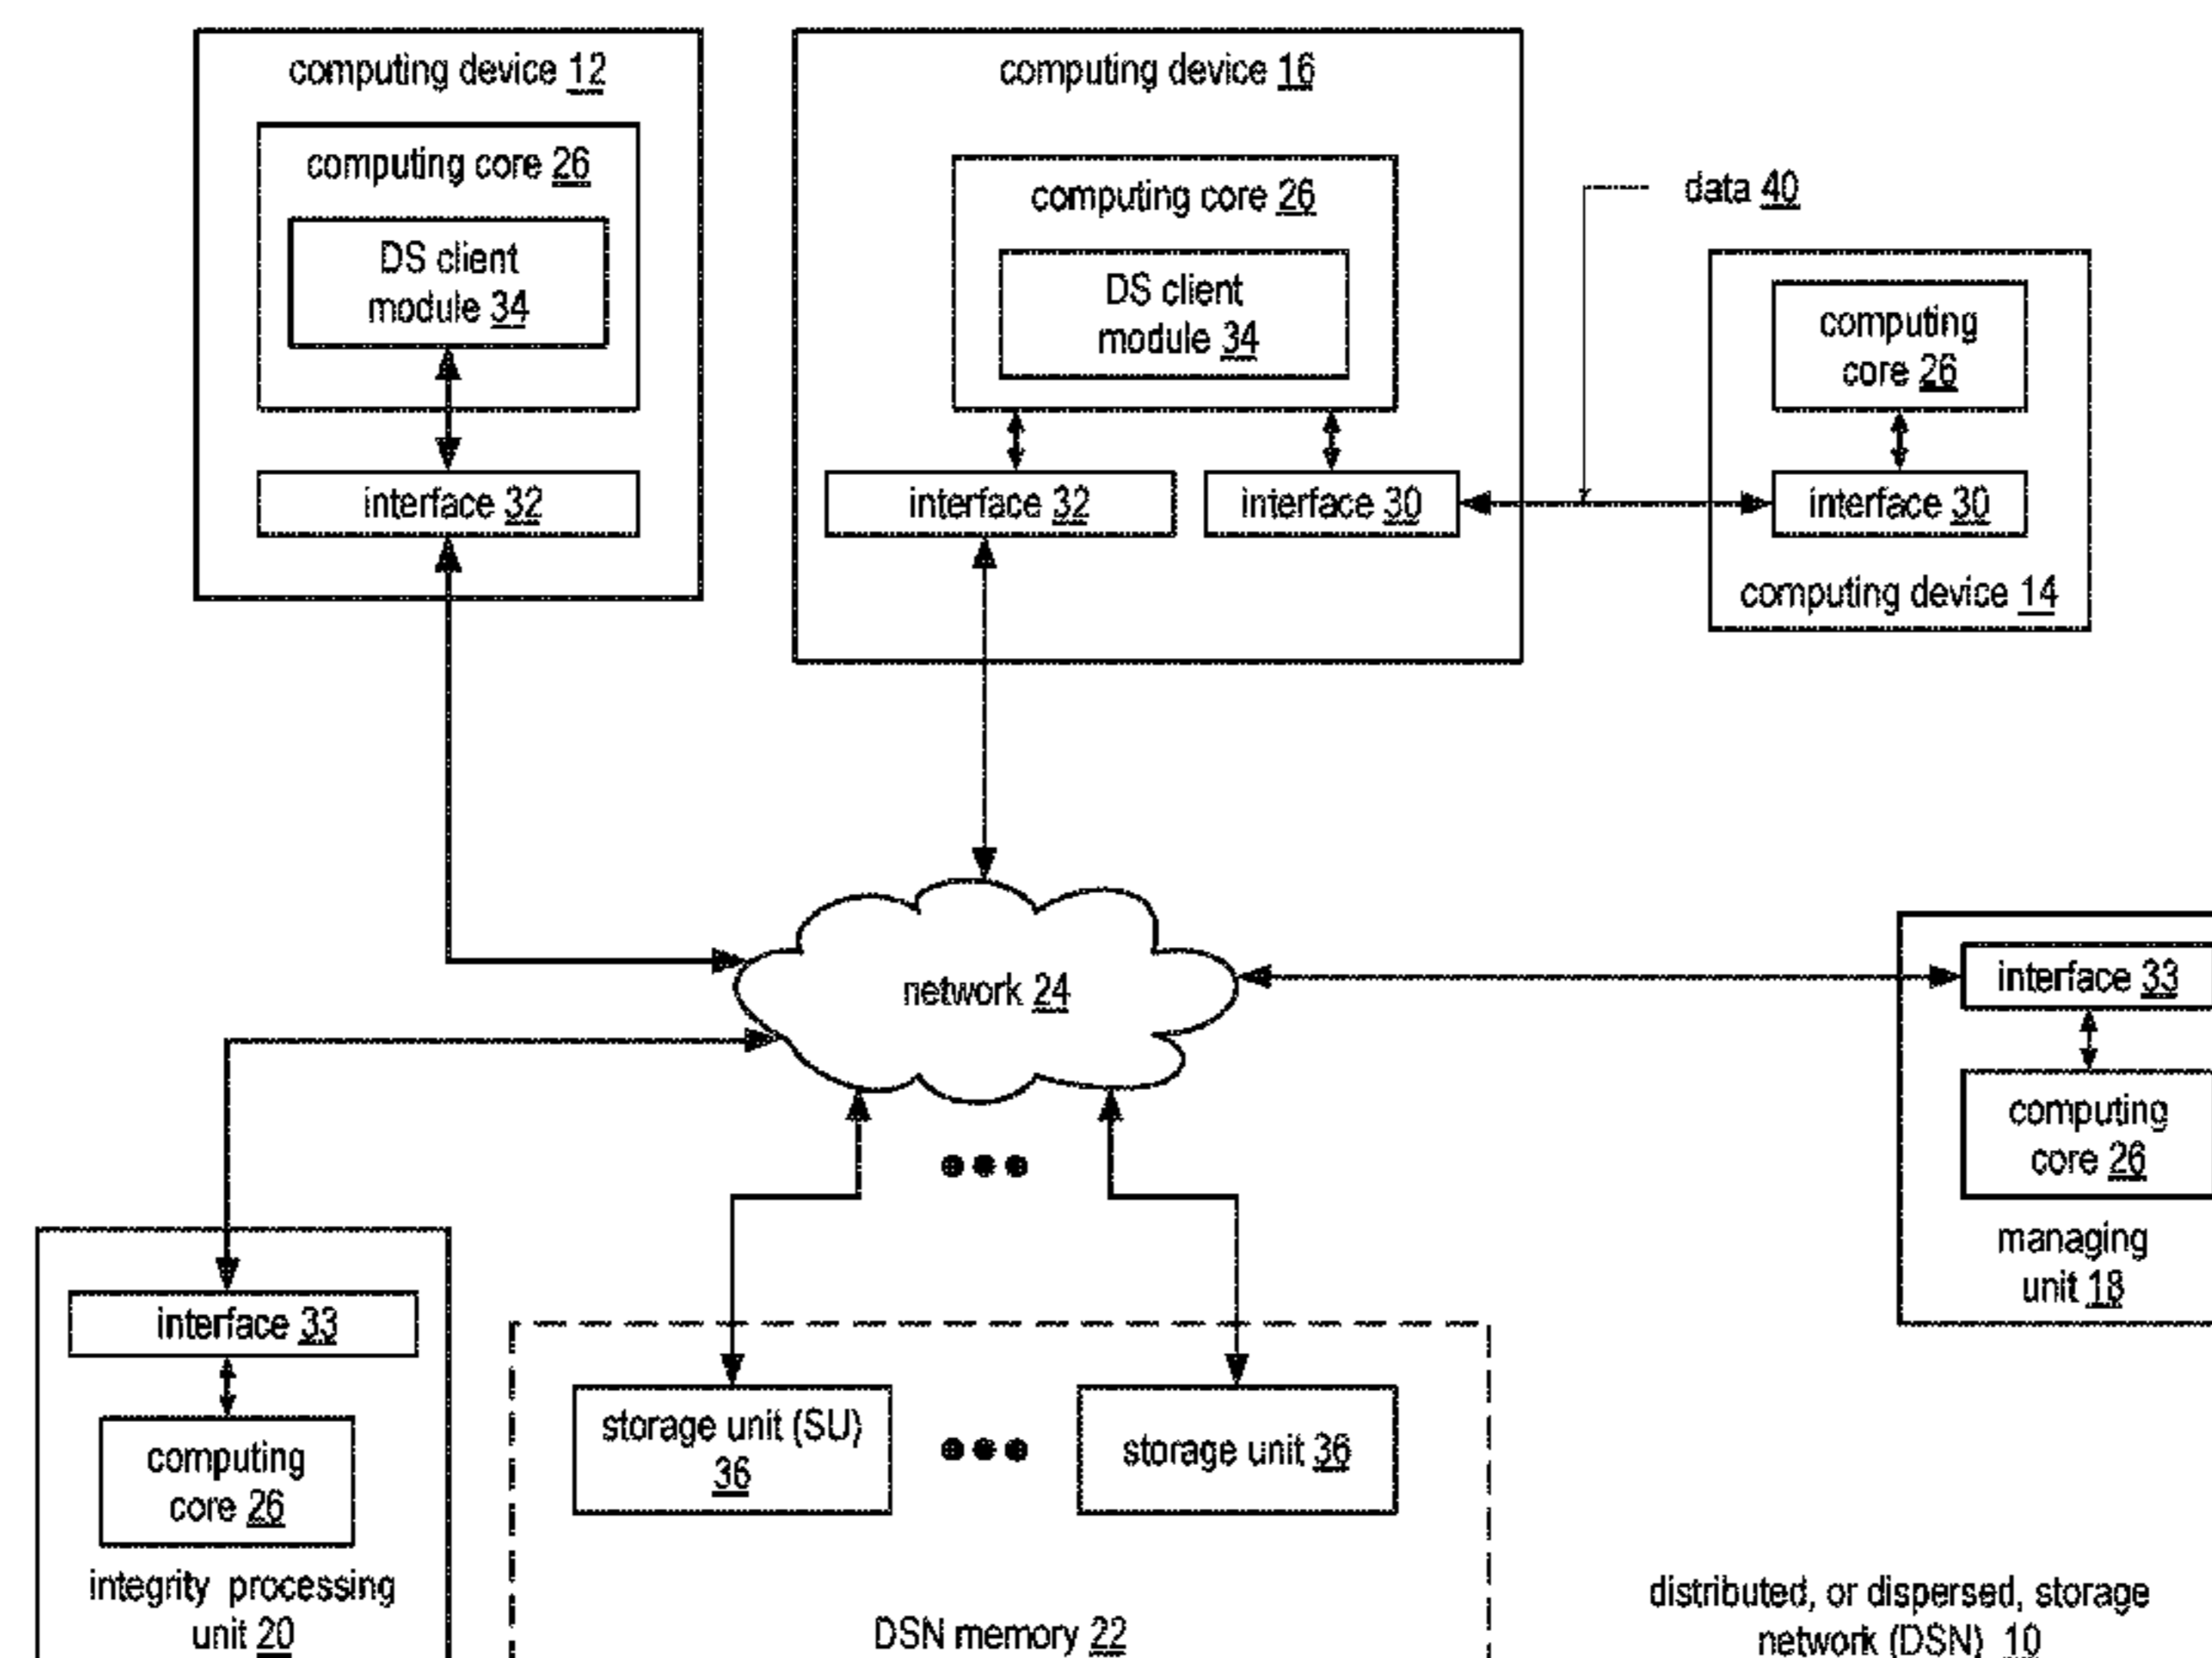 computing device 12
computing core 26
DS client
module 34
interface 32
computing device 16
computing core 26
DS client
module 34
interface 32
interface 30
data 40
computing
core 26
interface 30
computing device 14
network 24
interface 33
computing
core 26
managing
unit 18
interface 33
computing
core 26
integrity processing
unit 20
storage unit (SU)
36
storage unit 36
DSN memory 22
distributed, or dispersed, storage
network (DSN) 10